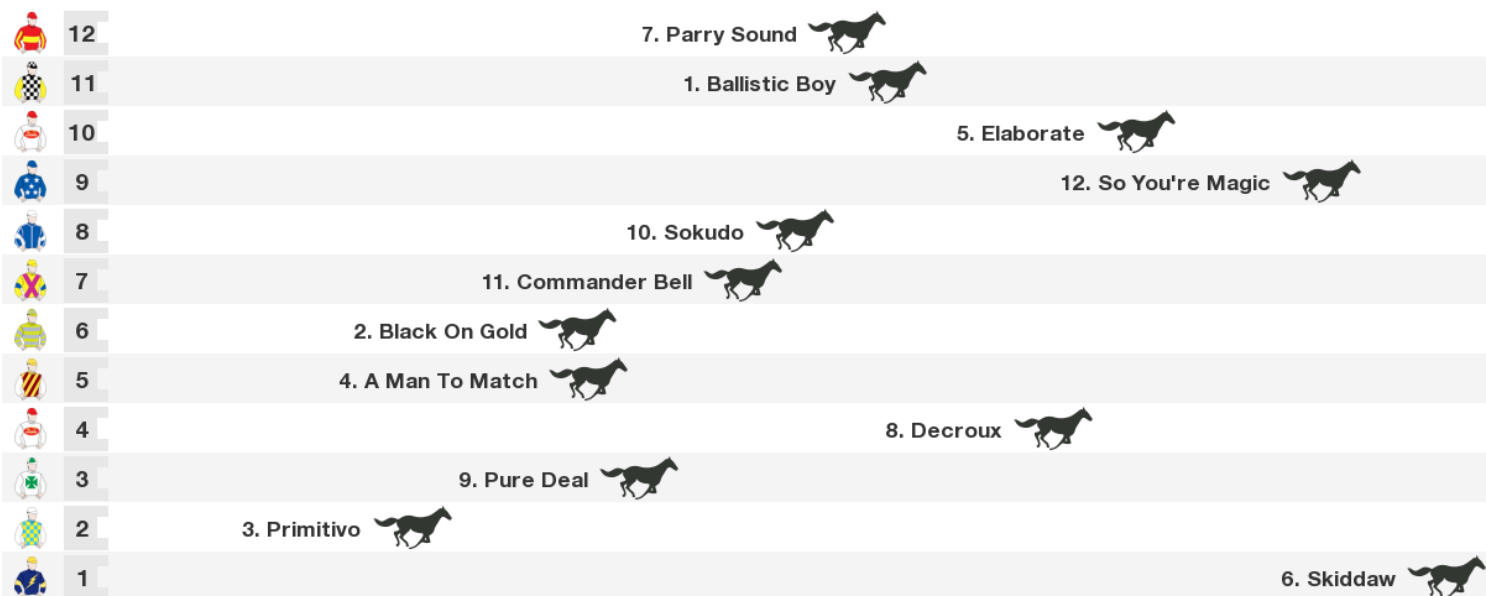 12 7. Parry Sound
11 1. Ballistic Boy
10 5. Elaborate
9 12. So You're Magic
8 10. Sokudo
7 11. Commander Bell
6 2. Black On Gold
5 4. A Man To Match
4 8. Decroux
3 9. Pure Deal
2 3. Primitivo
1 6. Skiddaw